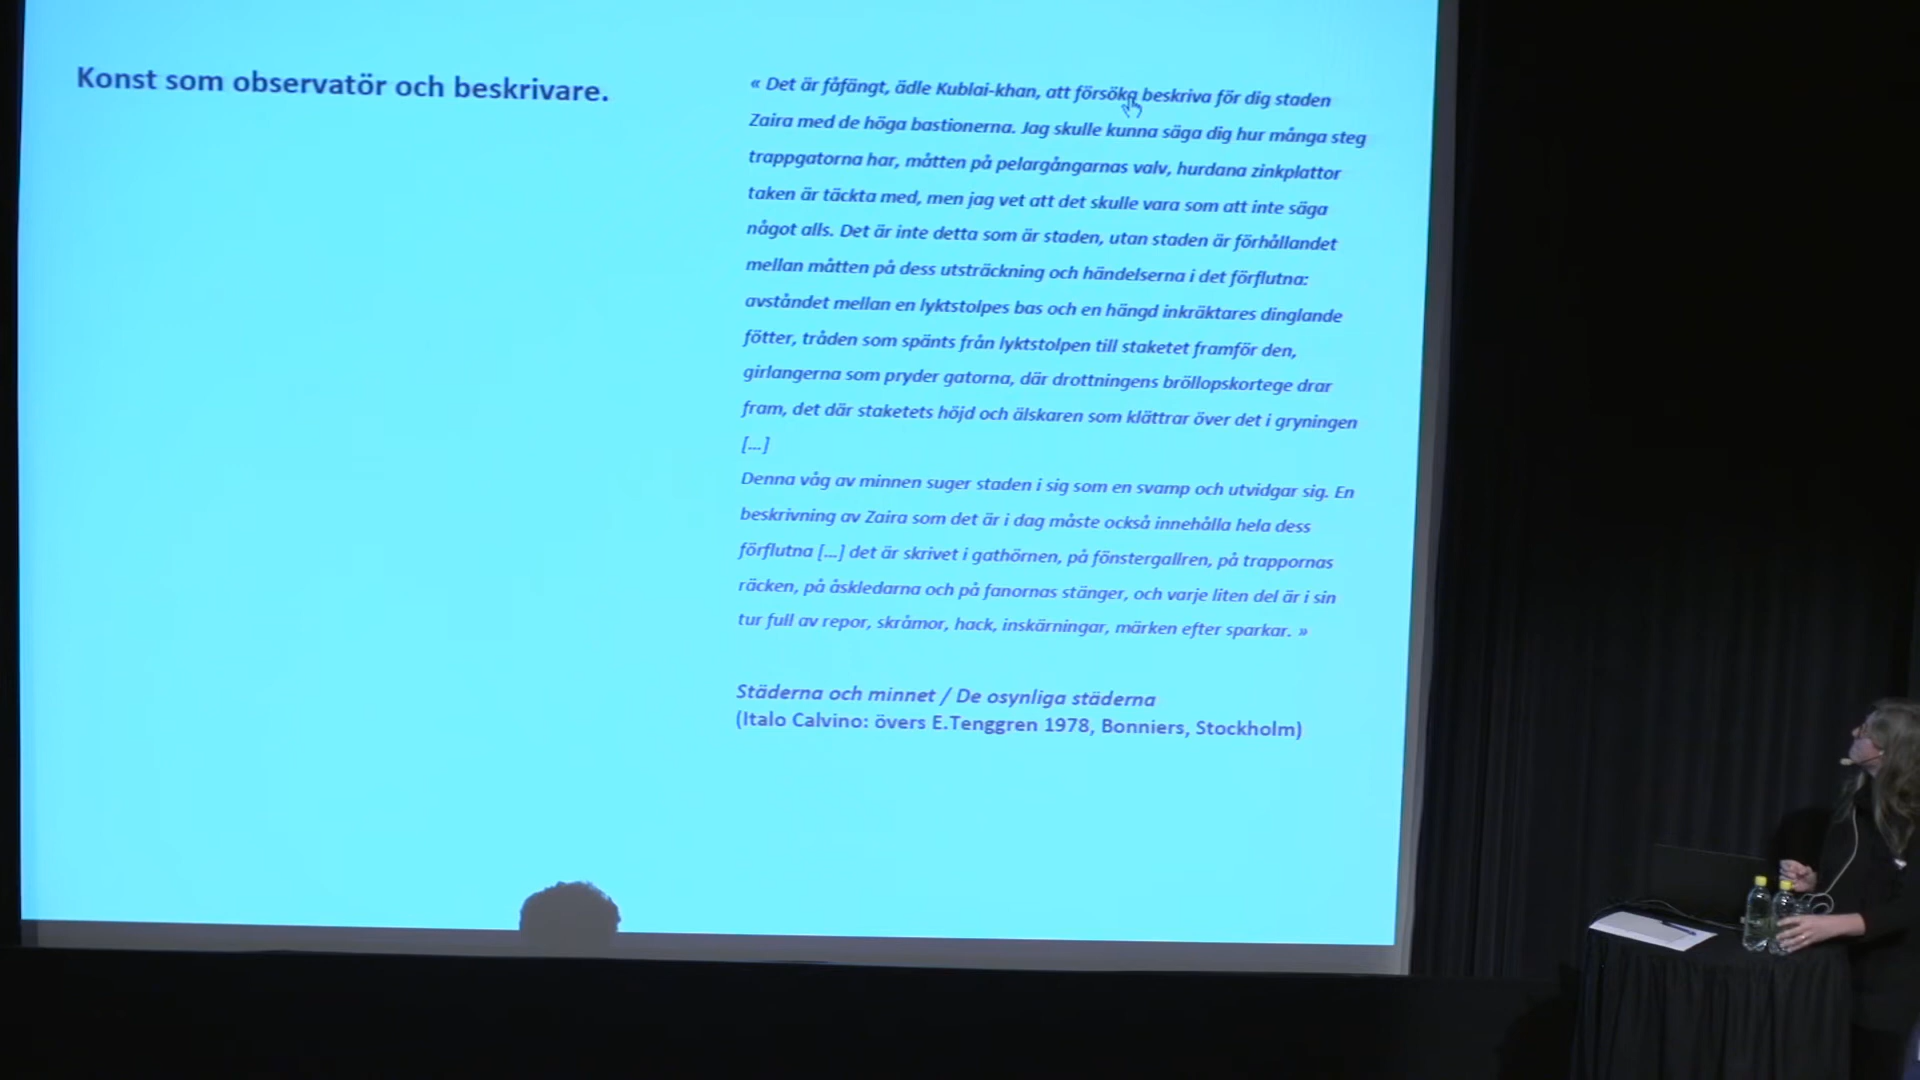 Konst som observatör och beskrivare.
« Det är fåfängt, ädle Kublai-khan, att försöka beskriva för dig staden
Zaira med de höga bastionerna. Jag skulle kunna säga dig hur många steg
trappgatorna har, måtten på pelargångarnas valv, hurdana zinkplattor
taken är täckta med, men jag vet att det skulle vara som att inte säga
något alls. Det är inte detta som är staden, utan staden är förhållandet
mellan måtten på dess utsträckning och händelserna i det förflutna:
avståndet mellan en lyktstolpes bas och en hängd inkräktares dinglande
fötter, tråden som spänts från lyktstolpen till staketet framför den,
girlangerna som pryder gatorna, där drottningens bröllopskortege drar
fram, det där staketets höjd och älskaren som klättrar över det i gryningen
[...]
Denna våg av minnen suger staden i sig som en svamp och utvidgar sig. En
beskrivning av Zaira som det är i dag måste också innehålla hela dess
förflutna [...] det är skrivet i gathörnen, på fönstergallren, på trappornas
räcken, på åskledarna och på fanornas stänger, och varje liten del är i sin
tur full av repor, skråmor, hack, inskärningar, märken efter sparkar. »
Städerna och minnet / De osynliga städerna
(Italo Calvino: övers E.Tenggren 1978, Bonniers, Stockholm)